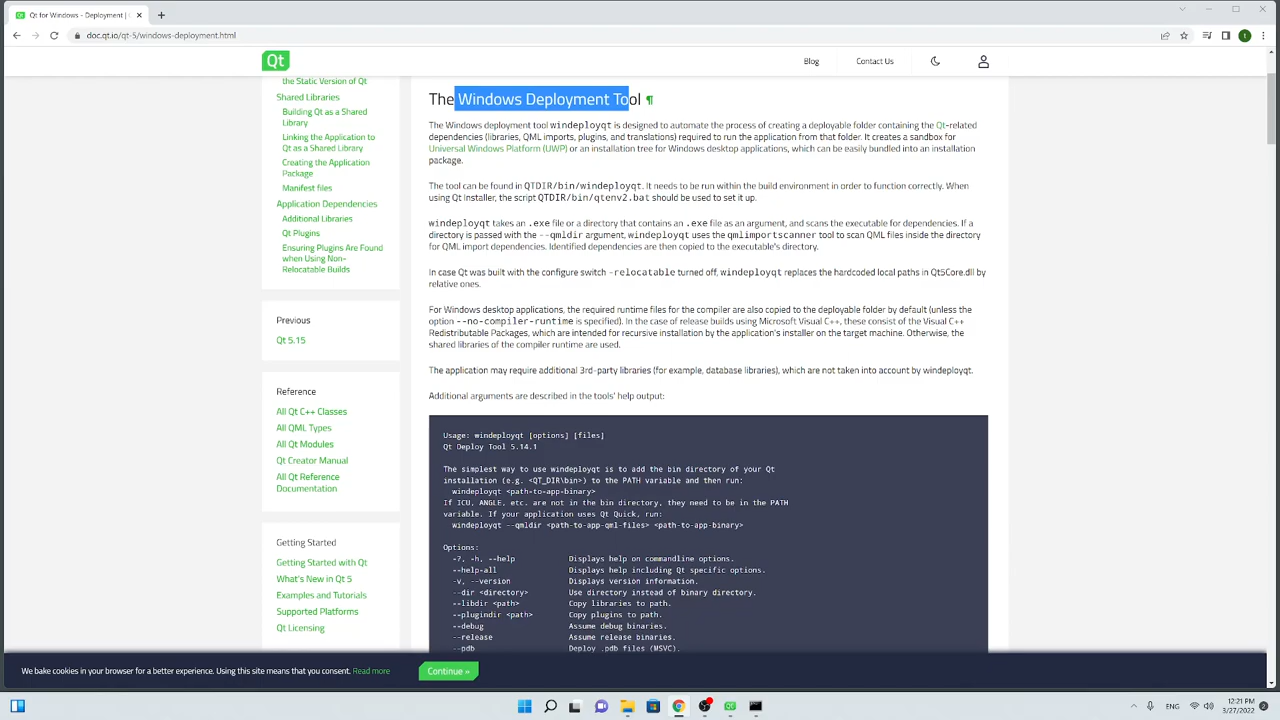 Qt for Windows - Deployment |
doc.qt.io/qt-5/windows-deployment.html
t
Qt
Blog
Contact Us
the Static Version of Qt
Shared Libraries
Building Qt as a Shared
Library
Linking the Application to
Qt as a Shared Library
Creating the Application
Package
Manifest files
Application Dependencies
Additional Libraries
Qt Plugins
Ensuring Plugins Are Found
when Using Non-
Relocatable Builds
Previous
Qt 5.15
Reference
All Qt C++ Classes
All QML Types
All Qt Modules
Qt Creator Manual
All Qt Reference
Documentation
Getting Started
Getting Started with Qt
What's New in Qt 5
Examples and Tutorials
Supported Platforms
Qt Licensing
The Windows Deployment Tool ¶
The Windows deployment tool windeployqt is designed to automate the process of creating a deployable folder containing the Qt-related
dependencies (libraries, QML imports, plugins, and translations) required to run the application from that folder. It creates a sandbox for
Universal Windows Platform (UWP) or an installation tree for Windows desktop applications, which can be easily bundled into an installation
package.
The tool can be found in QTDIR/bin/windeployqt. It needs to be run within the build environment in order to function correctly. When
using Qt Installer, the script QTDIR/bin/qtenv2.bat should be used to set it up.
windeployqt takes an .exe file or a directory that contains an .exe file as an argument, and scans the executable for dependencies. If a
directory is passed with the --qmldir argument, windeployqt uses the qmlimportscanner tool to scan QML files inside the directory
for QML import dependencies. Identified dependencies are then copied to the executable's directory.
In case Qt was built with the configure switch -relocatable turned off, windeployqt replaces the hardcoded local paths in Qt5Core.dll by
relative ones.
For Windows desktop applications, the required runtime files for the compiler are also copied to the deployable folder by default (unless the
option --no-compiler-runtime is specified). In the case of release builds using Microsoft Visual C++, these consist of the Visual C++
Redistributable Packages, which are intended for recursive installation by the application's installer on the target machine. Otherwise, the
shared libraries of the compiler runtime are used.
The application may require additional 3rd-party libraries (for example, database libraries), which are not taken into account by windeployqt.
Additional arguments are described in the tools' help output:
Usage: windeployqt [options] [files]
Qt Deploy Tool 5.14.1
The simplest way to use windeployqt is to add the bin directory of your Qt
installation (e.g. <QT_DIR\bin>) to the PATH variable and then run:
windeployqt <path-to-app-binary>
If ICU, ANGLE, etc. are not in the bin directory, they need to be in the PATH
variable. If your application uses Qt Quick, run:
windeployqt --qmldir <path-to-app-qml-files> <path-to-app-binary>
Options:
-?, -h, --help Displays help on commandline options.
--help-all Displays help including Qt specific options.
-v, --version Displays version information.
--dir <directory> Use directory instead of binary directory.
--libdir <path> Copy libraries to path.
--plugindir <path> Copy plugins to path.
--debug Assume debug binaries.
--release Assume release binaries.
--pdb Deploy .pdb files (MSVC).
We bake cookies in your browser for a better experience. Using this site means that you consent. Read more
Continue »
ENG
12:21 PM
3/27/2022